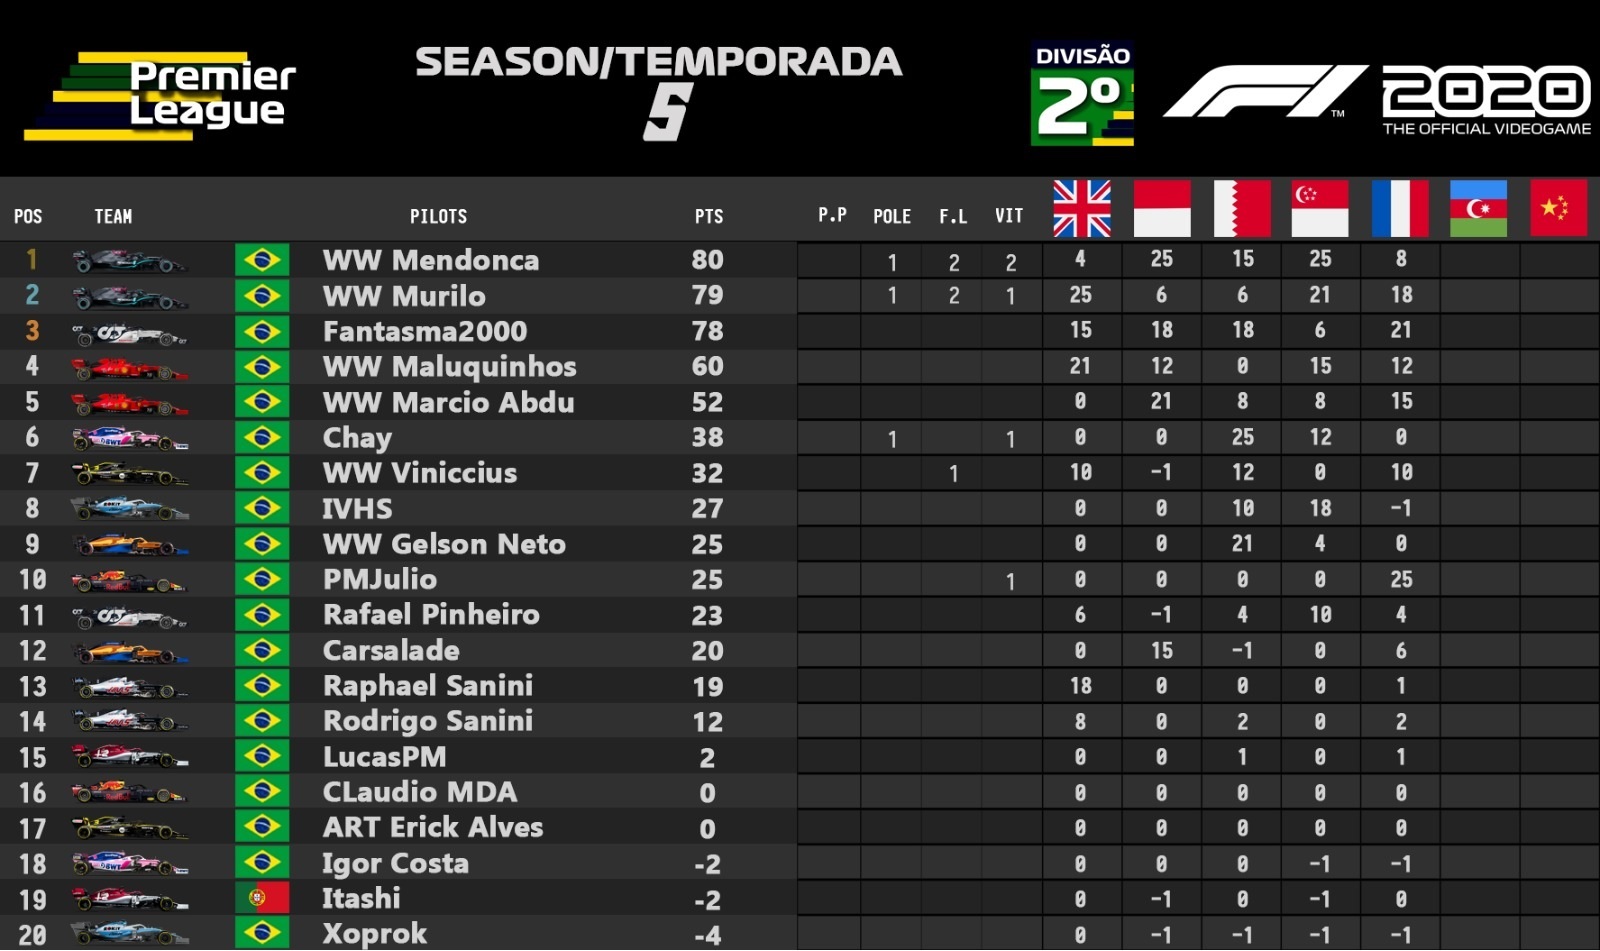 Premier
League
SEASON/TEMPORADA
5
DIVISÃO
2º
F1 2020
THE OFFICIAL VIDEOGAME
POS TEAM PILOTS PTS P.P POLE F.L VIT
1 WW Mendonca 80 1 2 2 4 25 15 25 8
2 WW Murilo 79 1 2 1 25 6 6 21 18
3 Fantasma2000 78 15 18 18 6 21
4 WW Maluquinhos 60 21 12 0 15 12
5 WW Marcio Abdu 52 0 21 8 8 15
6 Chay 38 1 1 0 0 25 12 0
7 WW Viniccius 32 1 10 -1 12 0 10
8 IVHS 27 0 0 10 18 -1
9 WW Gelson Neto 25 0 0 21 4 0
10 PMJulio 25 1 0 0 0 0 25
11 Rafael Pinheiro 23 6 -1 4 10 4
12 Carsalade 20 0 15 -1 0 6
13 Raphael Sanini 19 18 0 0 0 1
14 Rodrigo Sanini 12 8 0 2 0 2
15 LucasPM 2 0 0 1 0 1
16 CLaudio MDA 0 0 0 0 0 0
17 ART Erick Alves 0 0 0 0 0 0
18 Igor Costa -2 0 0 0 -1 -1
19 Itashi -2 0 -1 0 -1 0
20 Xoprok -4 0 -1 -1 -1 -1